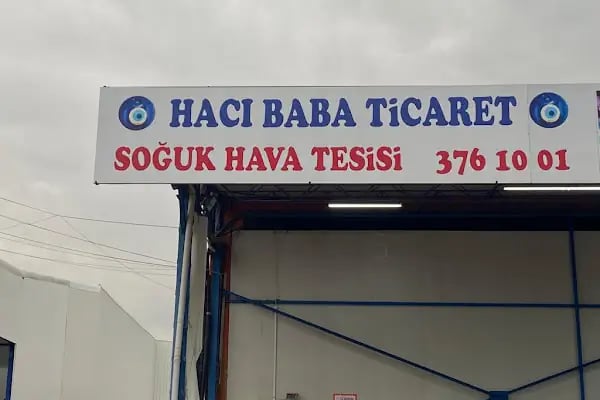 HACI BABA TİCARET
SOĞUK HAVA TESİSİ 376 10 01